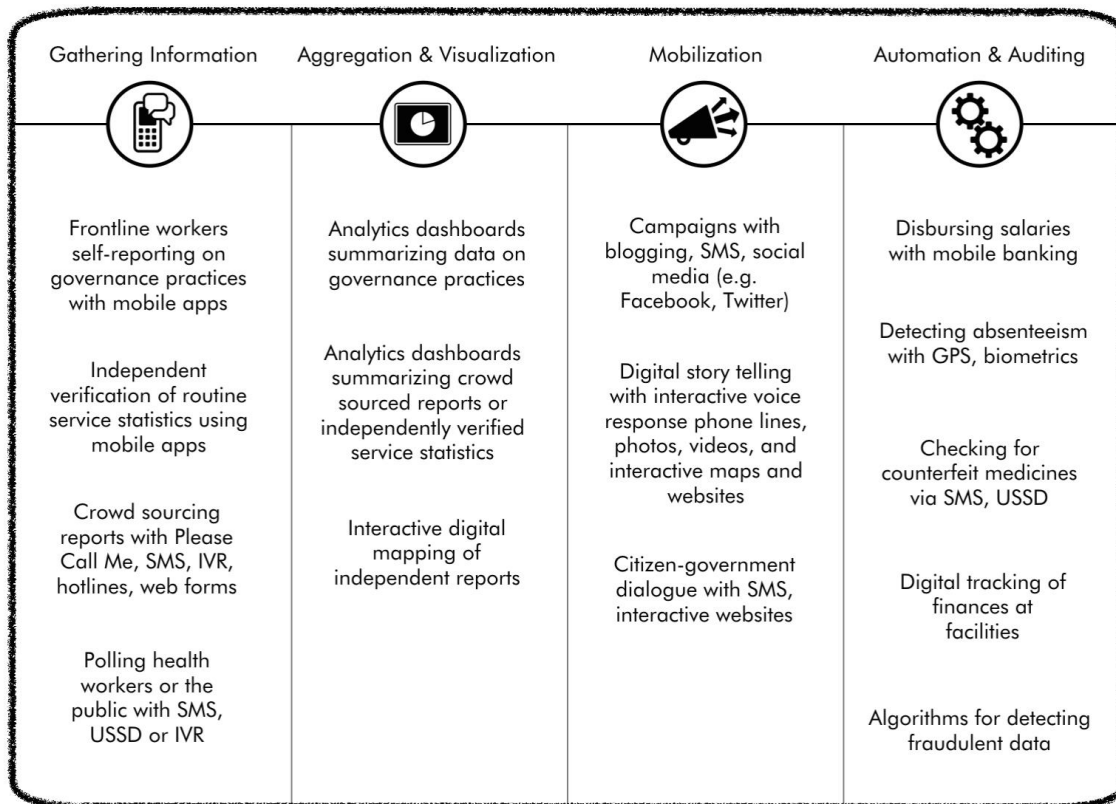 Gathering Information
Frontline workers
self-reporting on
governance practices
with mobile apps
Independent
verification of routine
service statistics using
mobile apps
Crowd sourcing
reports with Please
Call Me, SMS, IVR,
hotlines, web forms
Polling health
workers or the
public with SMS,
USSD or IVR
Aggregation & Visualization
Analytics dashboards
summarizing data on
governance practices
Analytics dashboards
summarizing crowd
sourced reports or
independently verified
service statistics
Interactive digital
mapping of
independent reports
Mobilization
Campaigns with
blogging, SMS, social
media (e.g.
Facebook, Twitter)
Digital story telling
with interactive voice
response phone lines,
photos, videos, and
interactive maps and
websites
Citizen-government
dialogue with SMS,
interactive websites
Automation & Auditing
Disbursing salaries
with mobile banking
Detecting absenteeism
with GPS, biometrics
Checking for
counterfeit medicines
via SMS, USSD
Digital tracking of
finances at
facilities
Algorithms for detecting
fraudulent data